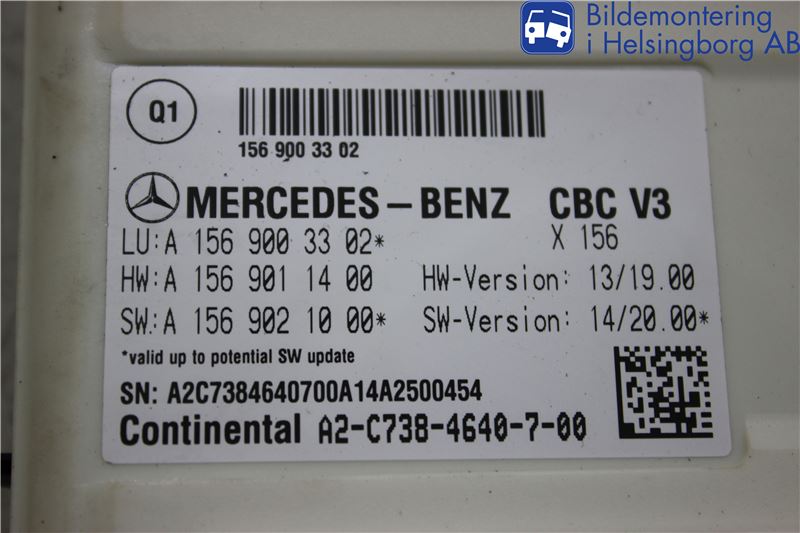 Bildemontering
i Helsingborg AB
Q1
156 900 33 02
MERCEDES-BENZ CBC V3
LU:A 156 900 33 02* X 156
HW:A 156 901 14 00 HW-Version: 13/19.00
SW:A 156 902 10 00* SW-Version: 14/20.00*
*valid up to potential SW update
SN: A2C7384640700A14A2500454
Continental A2-C738-4640-7-00